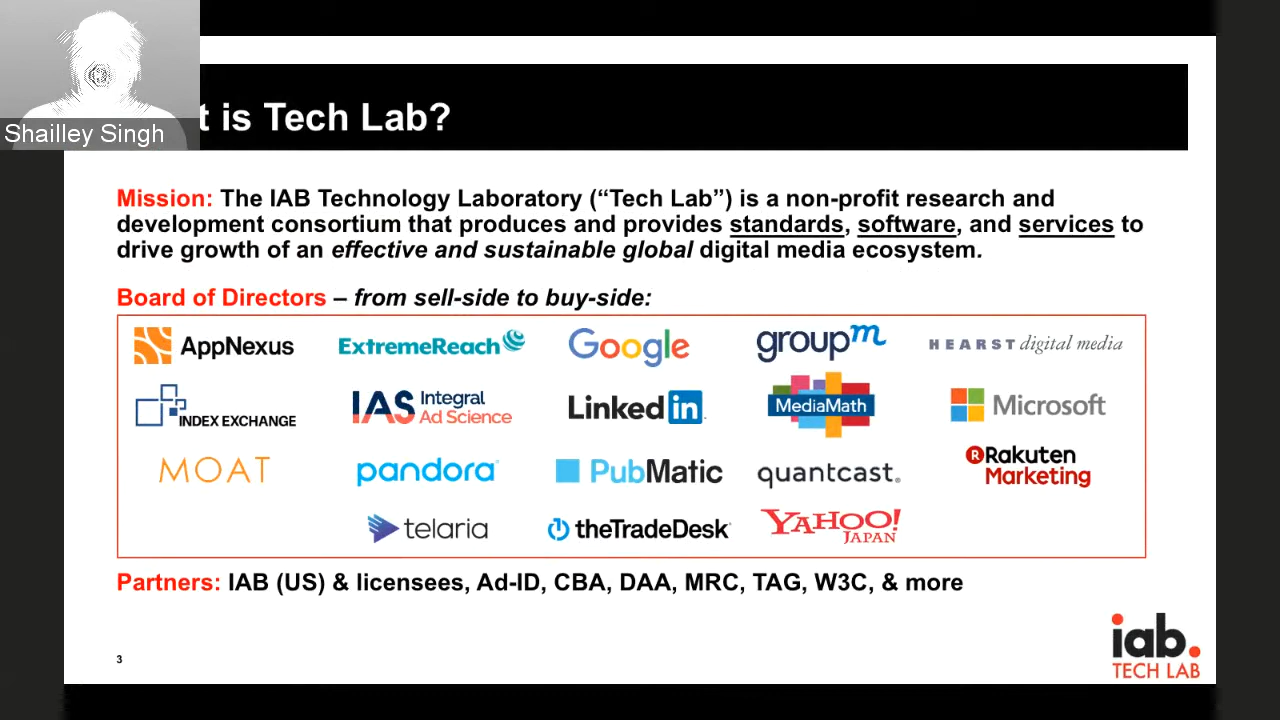 Shailley Singh
t is Tech Lab?
Mission: The IAB Technology Laboratory (“Tech Lab”) is a non-profit research and
development consortium that produces and provides standards, software, and services to
drive growth of an effective and sustainable global digital media ecosystem.
Board of Directors – from sell-side to buy-side:
AppNexus
ExtremeReach
Google
groupm
HEARST digital media
INDEX EXCHANGE
IAS Integral
Ad Science
Linked in
MediaMath
Microsoft
MOAT
pandora
PubMatic
quantcast
R Rakuten
Marketing
telaria
theTradeDesk
YAHOO!
JAPAN
Partners: IAB (US) & licensees, Ad-ID, CBA, DAA, MRC, TAG, W3C, & more
3
iab.
TECH LAB